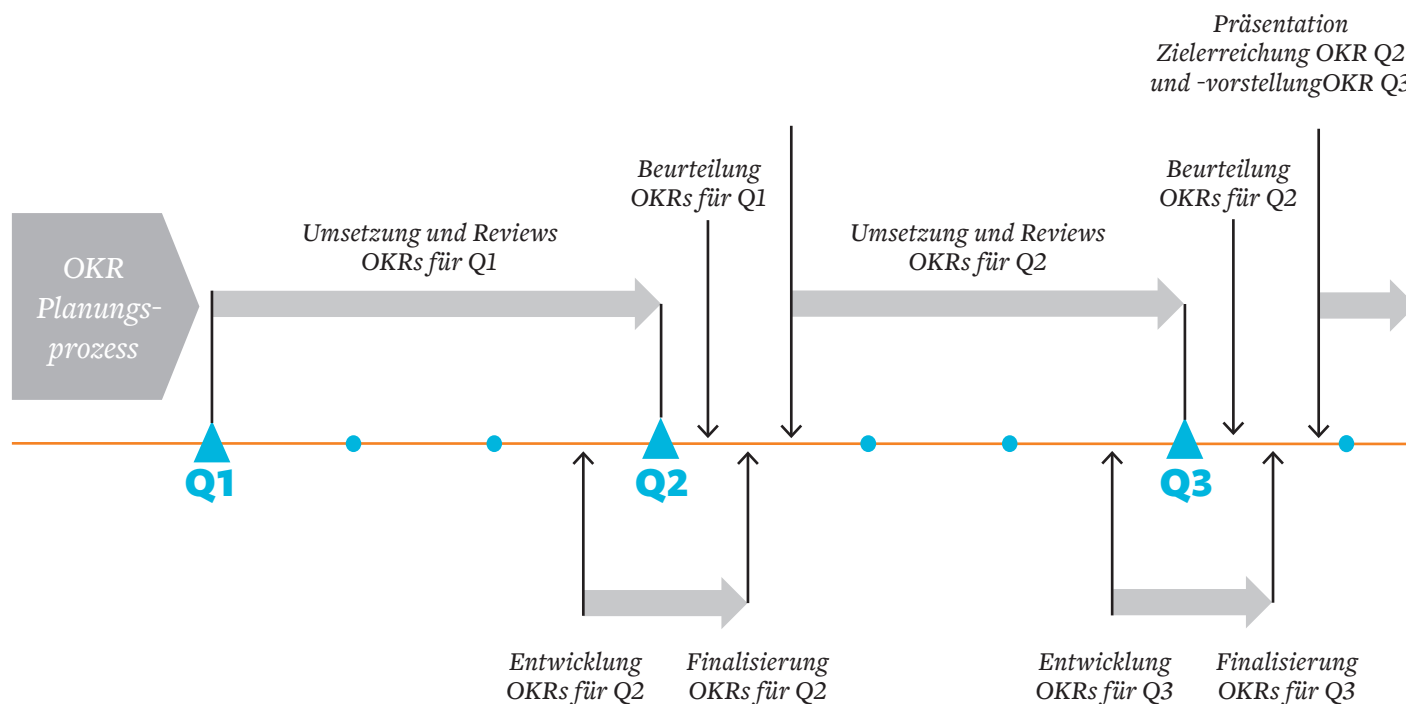 Präsentation
Zielerreichung OKR Q2
und -vorstellungOKR Q3
Beurteilung
OKRs für Q1
Beurteilung
OKRs für Q2
Umsetzung und Reviews
OKRs für Q1
Umsetzung und Reviews
OKRs für Q2
OKR
Planungs-
prozess
Q1
Q2
Q3
Entwicklung
OKRs für Q2
Finalisierung
OKRs für Q2
Entwicklung
OKRs für Q3
Finalisierung
OKRs für Q3